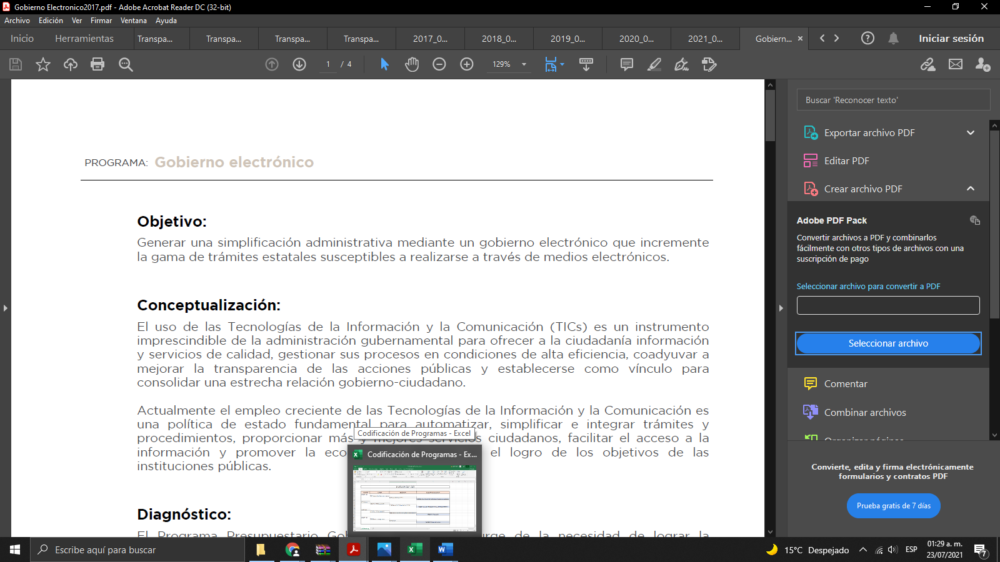 Gobierno Electronico2017.pdf - Adobe Acrobat Reader DC (32-bit)
Archivo Edición Ver Firmar Ventana Ayuda
Inicio Herramientas Transpa... Transpa... Transpa... Transpa... 2017_0... 2018_0... 2019_0... 2020_0... 2021_0... Gobiern... Iniciar sesión
1 / 4 129%
Buscar 'Reconocer texto'
Exportar archivo PDF
Editar PDF
Crear archivo PDF
Adobe PDF Pack
Convertir archivos a PDF y combinarlos
fácilmente con otros tipos de archivos con una
suscripción de pago
Seleccionar archivo para convertir a PDF
Seleccionar archivo
Comentar
Combinar archivos
Organizar páginas
Convierte, edita y firma electrónicamente
formularios y contratos PDF
Prueba gratis de 7 días
PROGRAMA: Gobierno electrónico
Objetivo:
Generar una simplificación administrativa mediante un gobierno electrónico que incremente
la gama de trámites estatales susceptibles a realizarse a través de medios electrónicos.
Conceptualización:
El uso de las Tecnologías de la Información y la Comunicación (TICs) es un instrumento
imprescindible de la administración gubernamental para ofrecer a la ciudadanía información
y servicios de calidad, gestionar sus procesos en condiciones de alta eficiencia, coadyuvar a
mejorar la transparencia de las acciones públicas y establecerse como vínculo para
consolidar una estrecha relación gobierno-ciudadano.
Actualmente el empleo creciente de las Tecnologías de la Información y la Comunicación es
una política de estado fundamental para automatizar, simplificar e integrar trámites y
procedimientos, proporcionar más y mejores servicios ciudadanos, facilitar el acceso a la
información y promover la eco el logro de los objetivos de las
instituciones públicas.
Diagnóstico:
El Programa Presupuestario Gob urge de la necesidad de lograr la
Codificación de Programas - Excel
Codificación de Programas - Ex...
Escribe aquí para buscar
15°C Despejado
ESP
01:29 a. m.
23/07/2021
7